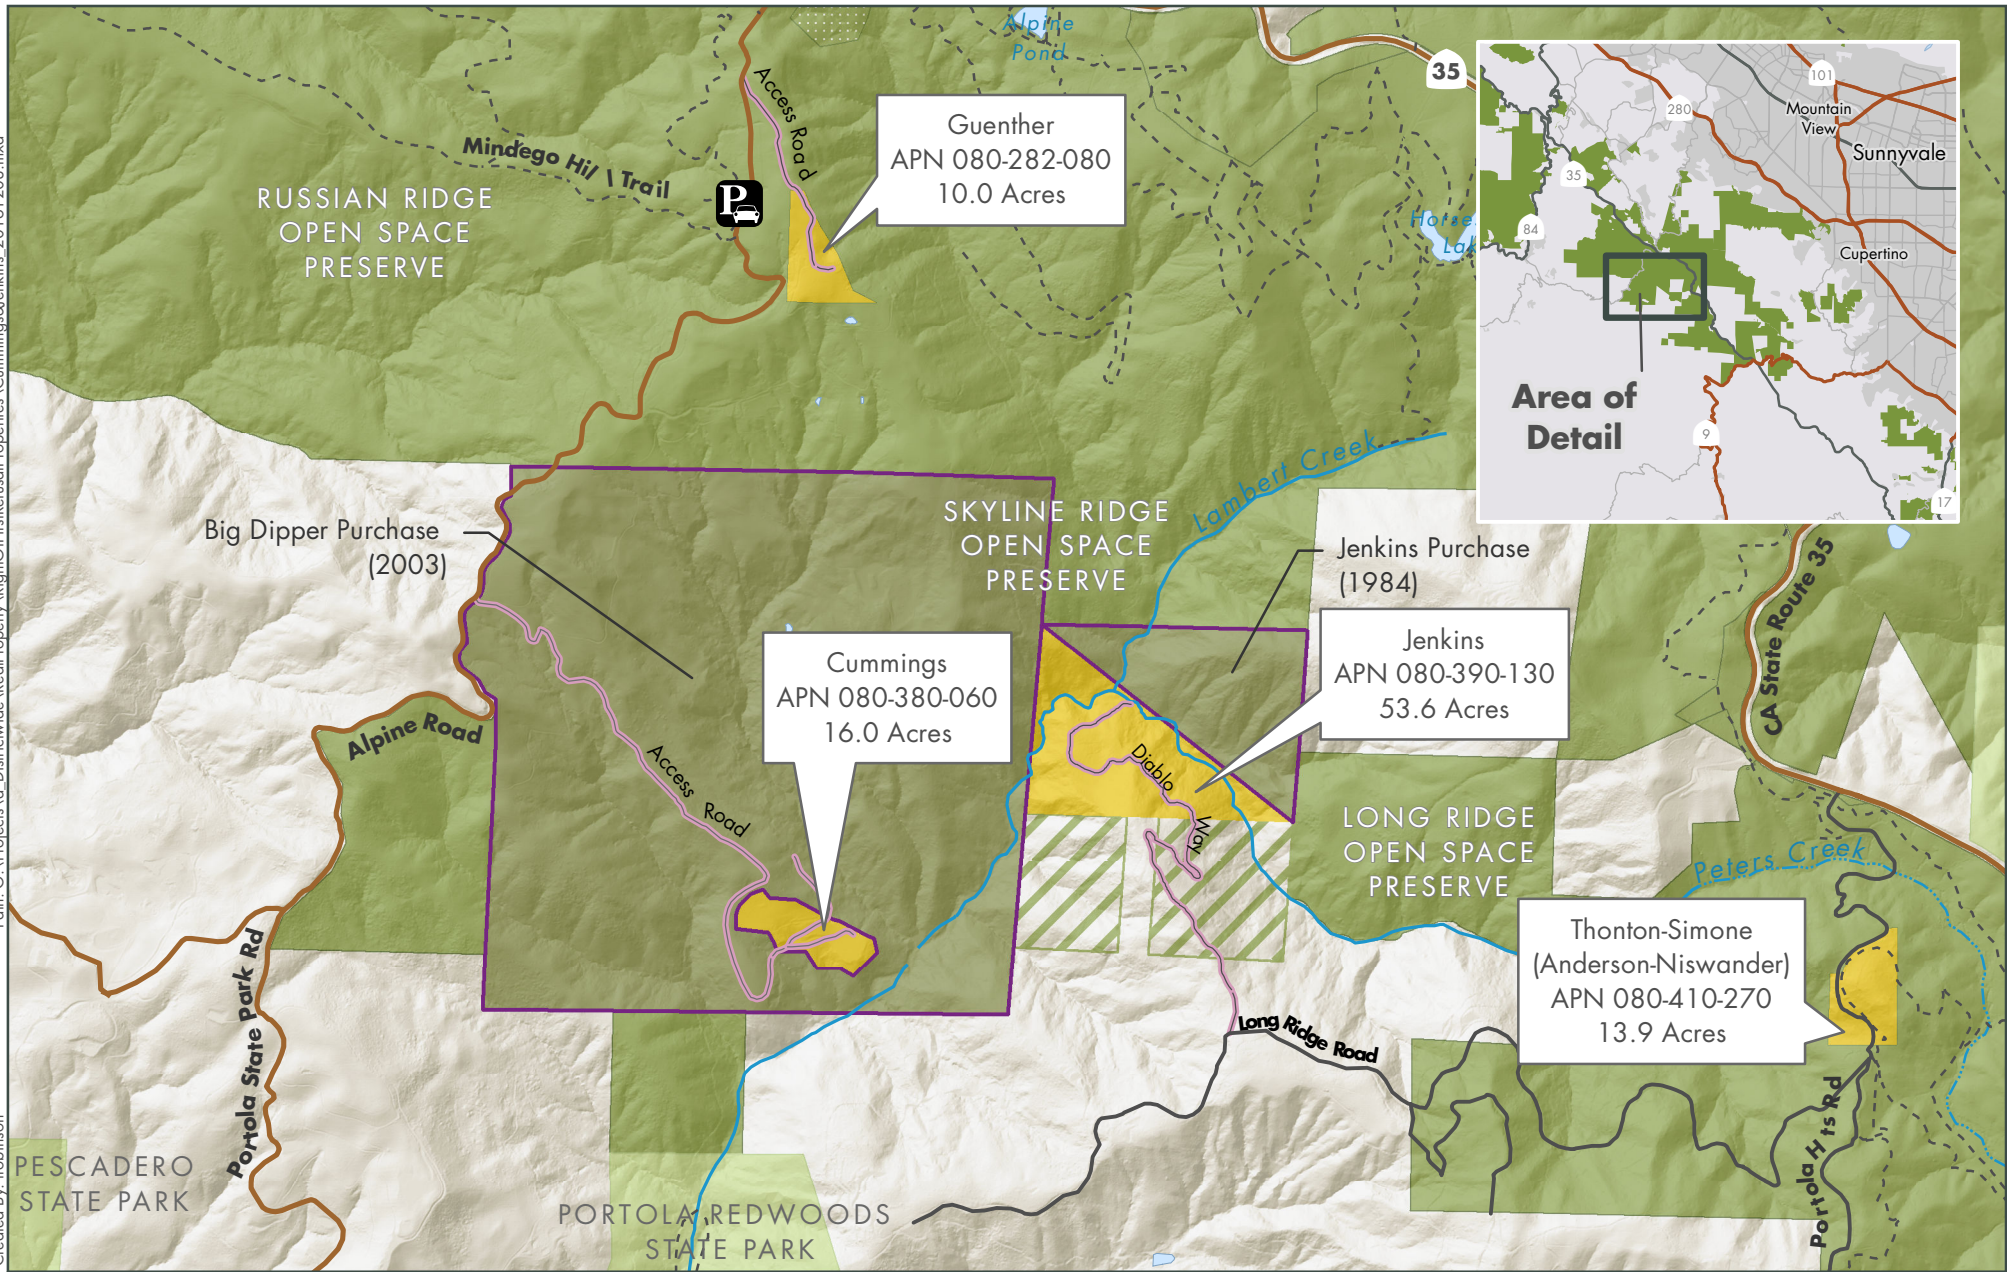 Alpine
Pond
35
Access Road
Guenther
APN 080-282-080
10.0 Acres
Mindego Hil l Trail
P
RUSSIAN RIDGE
OPEN SPACE
PRESERVE
Horse
Lak
101
280
Mountain
View
Sunnyvale
35
84
Cupertino
Area of
Detail
9
17
Lambert Creek
SKYLINE RIDGE
OPEN SPACE
PRESERVE
Big Dipper Purchase
(2003)
Jenkins Purchase
(1984)
CA State Route 35
Jenkins
APN 080-390-130
53.6 Acres
Cummings
APN 080-380-060
16.0 Acres
Alpine Road
Access Road
Diablo Way
LONG RIDGE
OPEN SPACE
PRESERVE
Peters Creek
Thonton-Simone
(Anderson-Niswander)
APN 080-410-270
13.9 Acres
Portola State Park Rd
Long Ridge Road
Portola H ts Rd
PESCADERO
STATE PARK
PORTOLA REDWOODS
STATE PARK